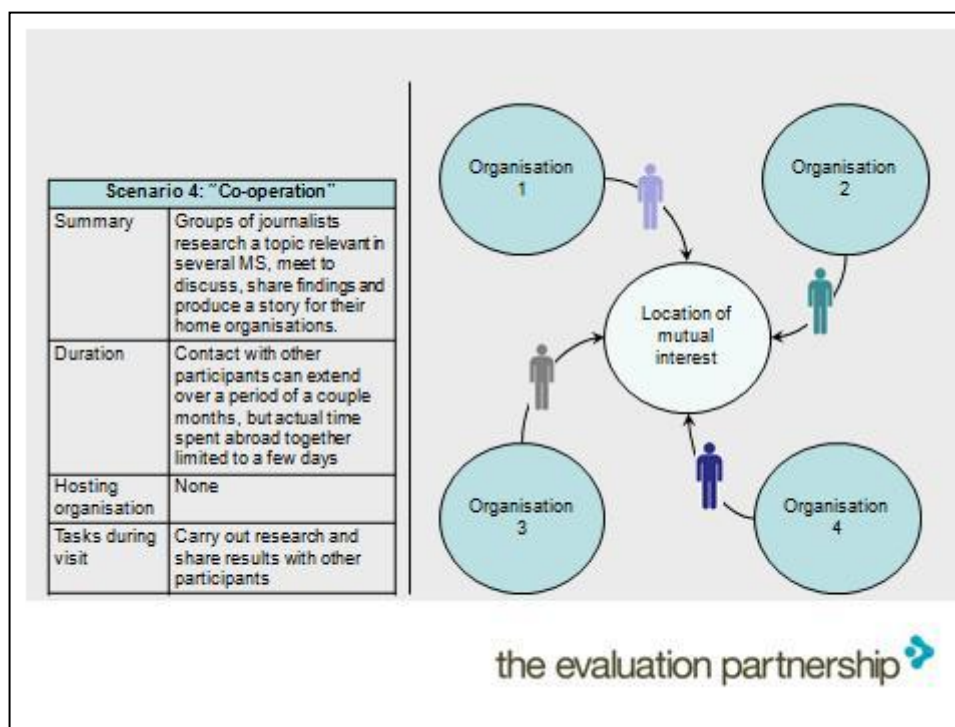 Scenario 4: "Co-operation"
Summary
Groups of journalists
research a topic relevant in
several MS, meet to
discuss, share findings and
produce a story for their
home organisations.
Duration
Contact with other
participants can extend
over a period of a couple
months, but actual time
spent abroad together
limited to a few days
Hosting
organisation
None
Tasks during
visit
Carry out research and
share results with other
participants
Organisation
1
Organisation
2
Location of
mutual
interest
Organisation
3
Organisation
4
the evaluation partnership